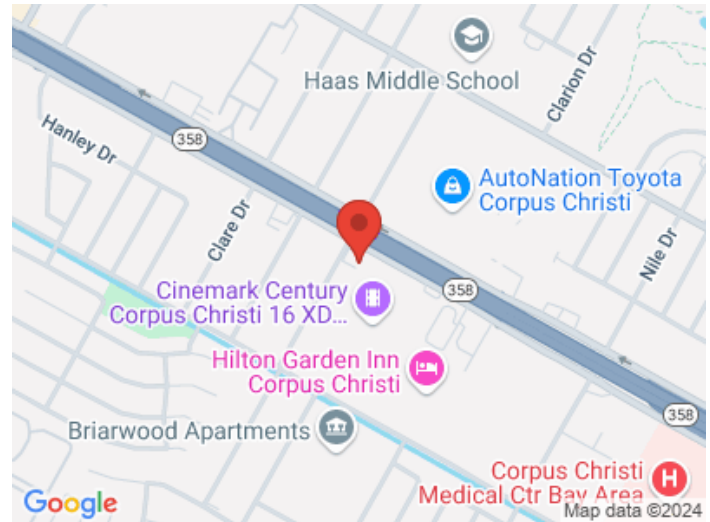 Haas Middle School
Clarion Dr
Hanley Dr
358
AutoNation Toyota
Corpus Christi
Clare Dr
Nile Dr
Cinemark Century
Corpus Christi 16 XD...
358
Hilton Garden Inn
Corpus Christi
358
Briarwood Apartments
Corpus Christi
Medical Ctr Bay Area
Google
Map data ©2024